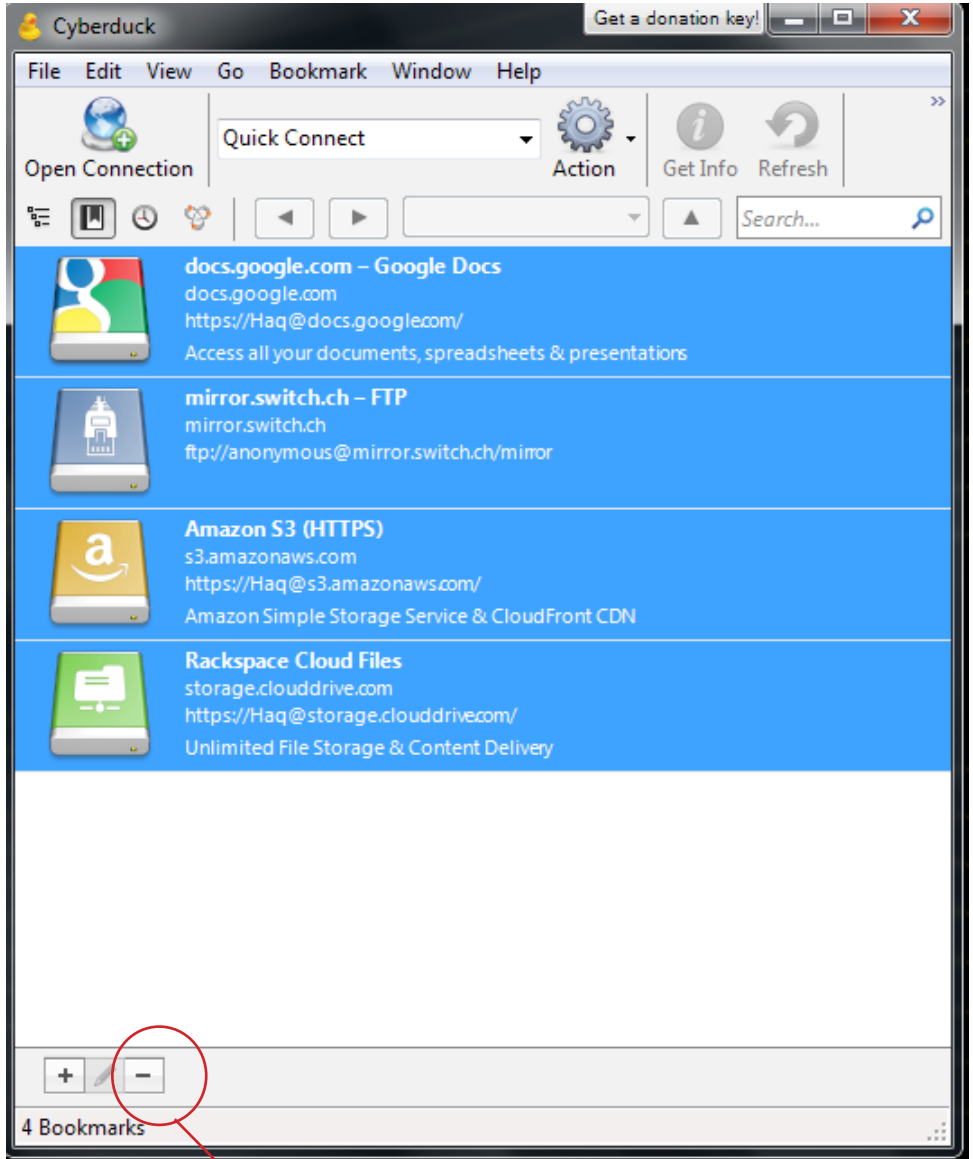 Cyberduck
Get a donation key!
File Edit View Go Bookmark Window Help
Open Connection
Quick Connect
Action
Get Info
Refresh
Search...
docs.google.com – Google Docs
docs.google.com
https://Haq@docs.google.com/
Access all your documents, spreadsheets & presentations
mirror.switch.ch – FTP
mirror.switch.ch
ftp://anonymous@mirror.switch.ch/mirror
a
Amazon S3 (HTTPS)
s3.amazonaws.com
https://Haq@s3.amazonaws.com/
Amazon Simple Storage Service & CloudFront CDN
Rackspace Cloud Files
storage.clouddrive.com
https://Haq@storage.clouddrive.com/
Unlimited File Storage & Content Delivery
4 Bookmarks